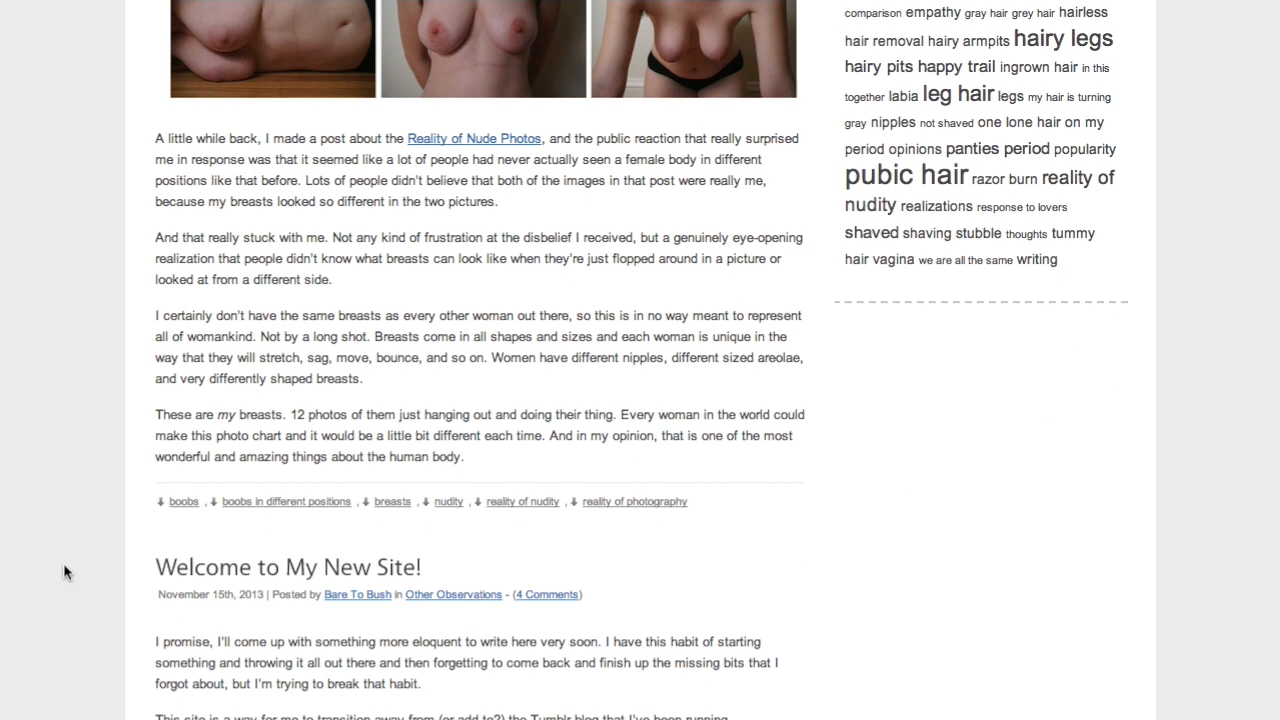 A little while back, I made a post about the Reality of Nude Photos, and the public reaction that really surprised
me in response was that it seemed like a lot of people had never actually seen a female body in different
positions like that before. Lots of people didn't believe that both of the images in that post were really me,
because my breasts looked so different in the two pictures.
And that really stuck with me. Not any kind of frustration at the disbelief I received, but a genuinely eye-opening
realization that people didn't know what breasts can look like when they're just flopped around in a picture or
looked at from a different side.
I certainly don't have the same breasts as every other woman out there, so this is in no way meant to represent
all of womankind. Not by a long shot. Breasts come in all shapes and sizes and each woman is unique in the
way that they will stretch, sag, move, bounce, and so on. Women have different nipples, different sized areolae,
and very differently shaped breasts.
These are my breasts. 12 photos of them just hanging out and doing their thing. Every woman in the world could
make this photo chart and it would be a little bit different each time. And in my opinion, that is one of the most
wonderful and amazing things about the human body.
boobs , boobs in different positions , breasts , nudity , reality of nudity , reality of photography
Welcome to My New Site!
November 15th, 2013 | Posted by Bare To Bush in Other Observations - (4 Comments)
I promise, I'll come up with something more eloquent to write here very soon. I have this habit of starting
something and throwing it all out there and then forgetting to come back and finish up the missing bits that I
forgot about, but I'm trying to break that habit.
This site is a way for me to transition away from (or add to?) the Tumblr blog that I've been running
comparison empathy gray hair grey hair hairless
hair removal hairy armpits hairy legs
hairy pits happy trail ingrown hair in this
together labia leg hair legs my hair is turning
gray nipples not shaved one lone hair on my
period opinions panties period popularity
pubic hair razor burn reality of
nudity realizations response to lovers
shaved shaving stubble thoughts tummy
hair vagina we are all the same writing